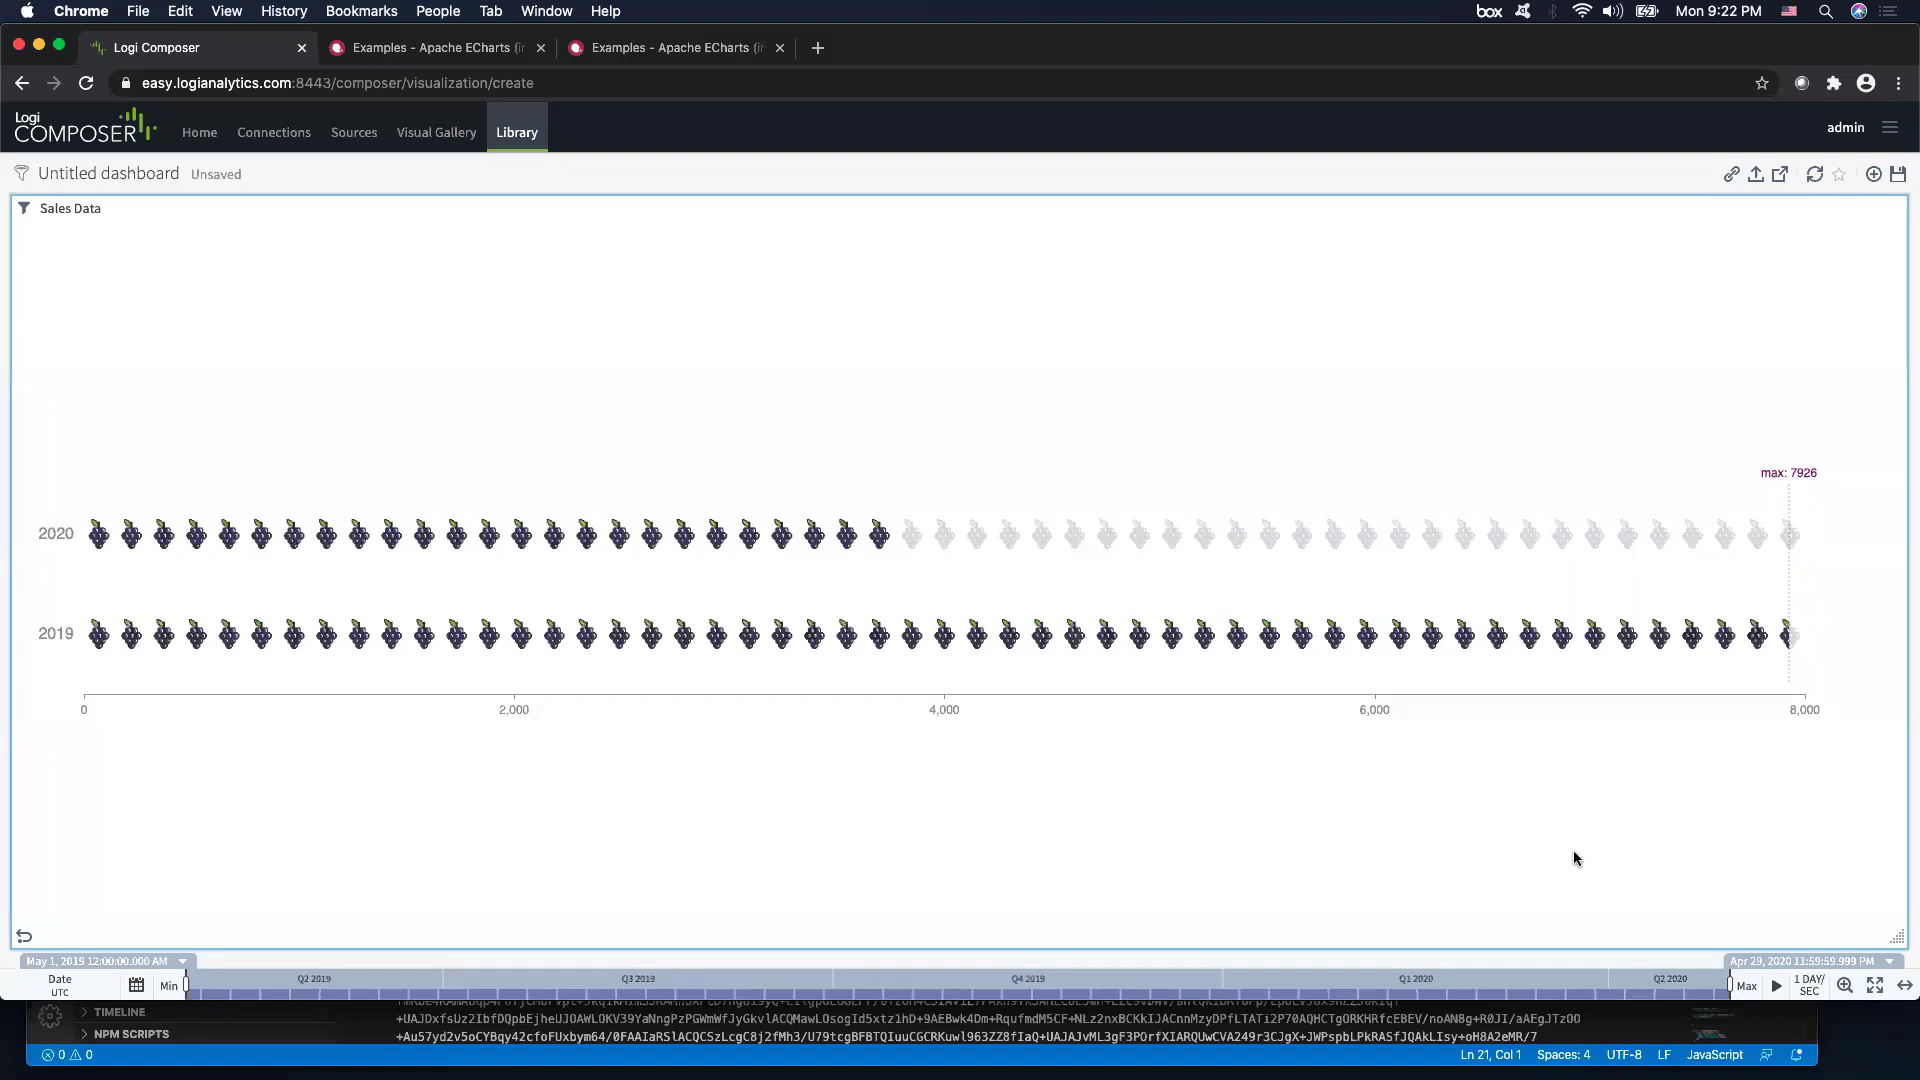 Chrome File Edit View History Bookmarks People Tab Window Help box Mon 9:22 PM
Logi Composer Examples - Apache ECharts (i Examples - Apache ECharts (i
easy.logianalytics.com:8443/composer/visualization/create
Logi
COMPOSER Home Connections Sources Visual Gallery Library admin
Untitled dashboard Unsaved
Sales Data
max: 7926
2020
2019
0 2,000 4,000 6,000 8,000
May 1, 2019 12:00:00.000 AM Apr 29, 2020 11:59:59.999 PM
Date
UTC
Min Q2 2019 Q3 2019 Q4 2019 Q1 2020 Q2 2020 Max
1 DAY/
SEC
TIMELINE
NPM SCRIPTS
0 0 Ln 21, Col 1 Spaces: 4 UTF-8 LF JavaScript